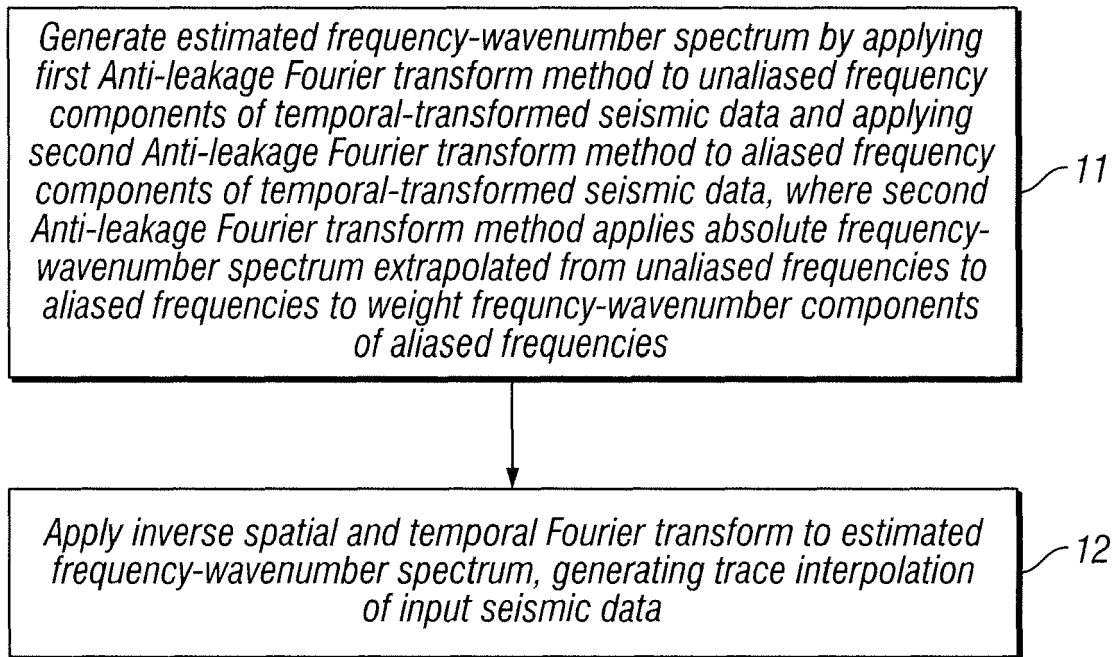 Generate estimated frequency-wavenumber spectrum by applying
first Anti-leakage Fourier transform method to unaliased frequency
components of temporal-transformed seismic data and applying
second Anti-leakage Fourier transform method to aliased frequency
components of temporal-transformed seismic data, where second
Anti-leakage Fourier transform method applies absolute frequency-
wavenumber spectrum extrapolated from unaliased frequencies to
aliased frequencies to weight frequncy-wavenumber components
of aliased frequencies
11
Apply inverse spatial and temporal Fourier transform to estimated
frequency-wavenumber spectrum, generating trace interpolation
of input seismic data
12